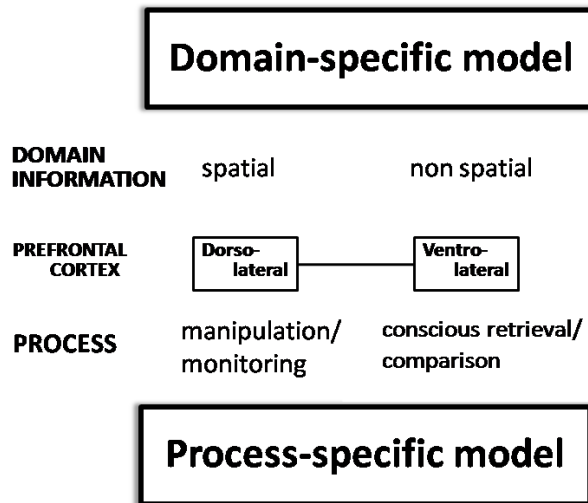 Domain-specific model
DOMAIN
INFORMATION
spatial
non spatial
PREFRONTAL
CORTEX
Dorso-
lateral
Ventro-
lateral
PROCESS
manipulation/
monitoring
conscious retrieval/
comparison
Process-specific model